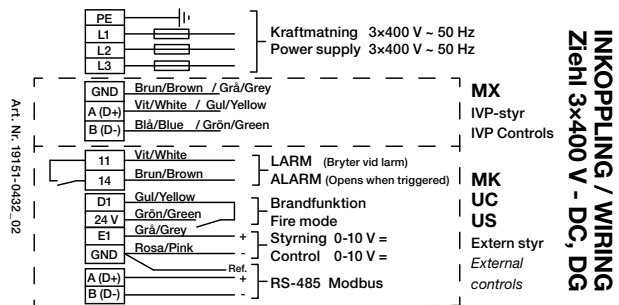 INKOPPLING / WIRING
Ziehl 3×400 V - DC, DG
PE
L1
L2
L3
Kraftmatning 3×400 V ~ 50 Hz
Power supply 3×400 V ~ 50 Hz
GND Brun/Brown / Grå/Grey
A (D+) Vit/White / Gul/Yellow
B (D-) Blå/Blue / Grön/Green
MX
IVP-styr
IVP Controls
11 Vit/White
14 Brun/Brown
LARM (Bryter vid larm)
ALARM (Opens when triggered)
D1 Gul/Yellow
24 V Grön/Green
Brandfunktion
Fire mode
E1 Grå/Grey +
GND Rosa/Pink -
Styrning 0-10 V =
Control 0-10 V =
Ref.
A (D+) +
B (D-) -
RS-485 Modbus
MK
UC
US
Extern styr
External
controls
Art. Nr. 19151-0432_02